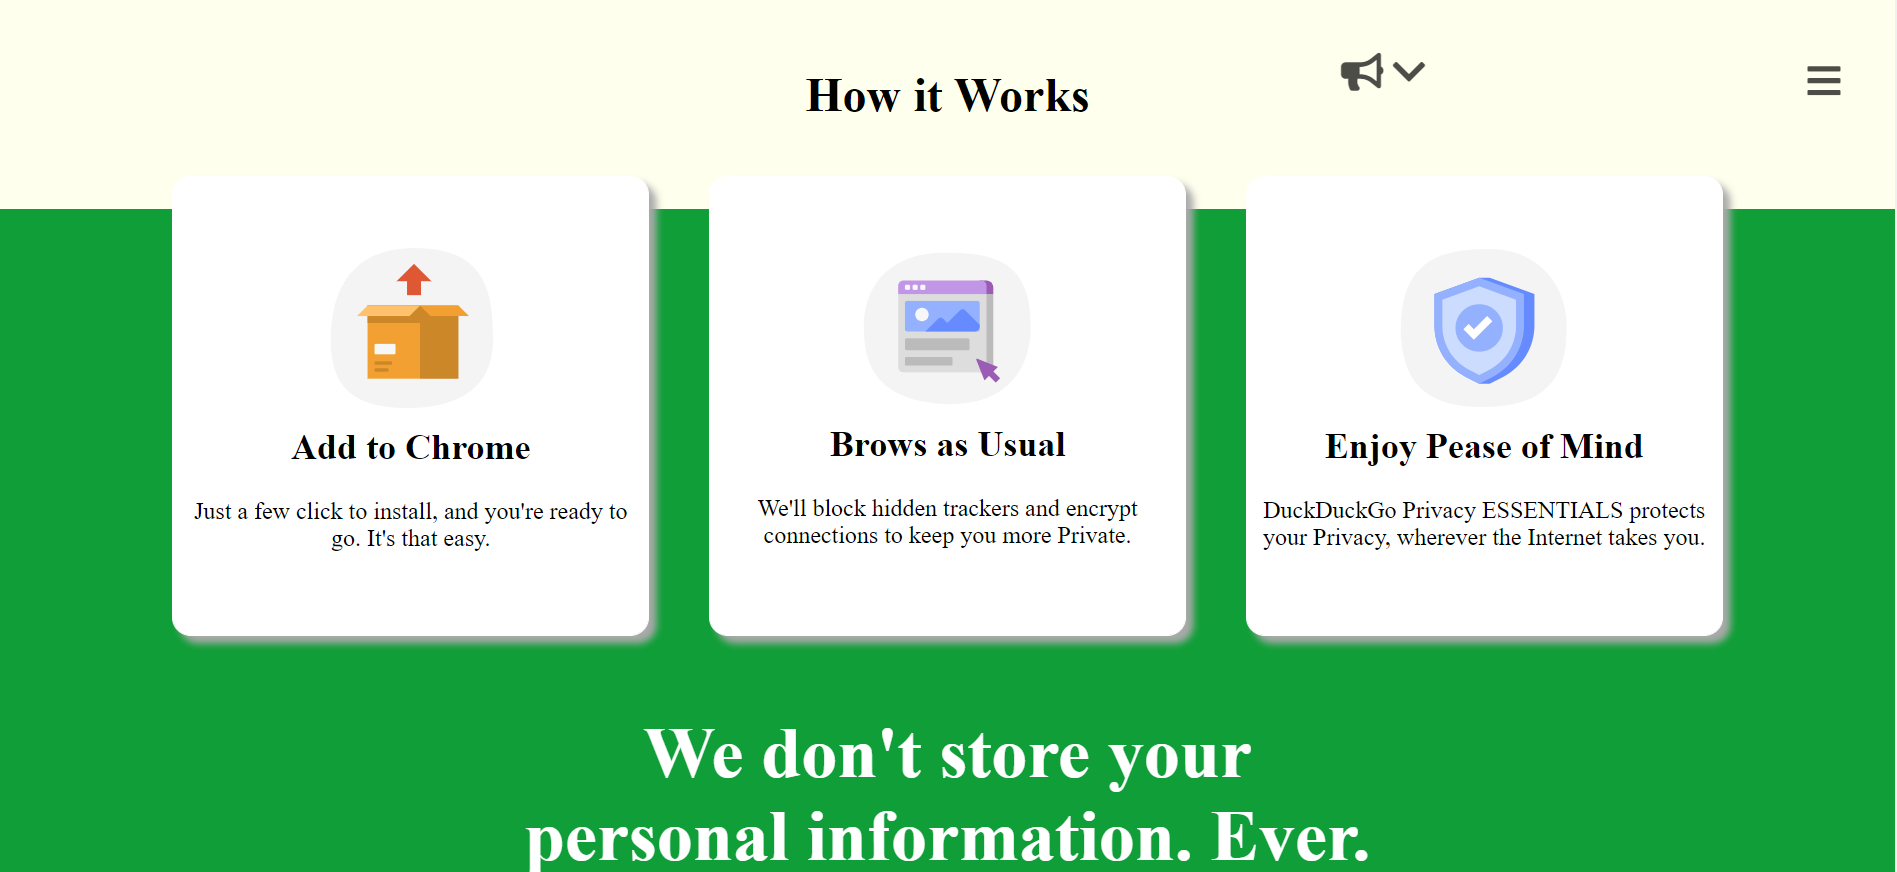 How it Works
Add to Chrome
Just a few click to install, and you're ready to
go. It's that easy.
Brows as Usual
We'll block hidden trackers and encrypt
connections to keep you more Private.
Enjoy Pease of Mind
DuckDuckGo Privacy ESSENTIALS protects
your Privacy, wherever the Internet takes you.
We don't store your
personal information. Ever.